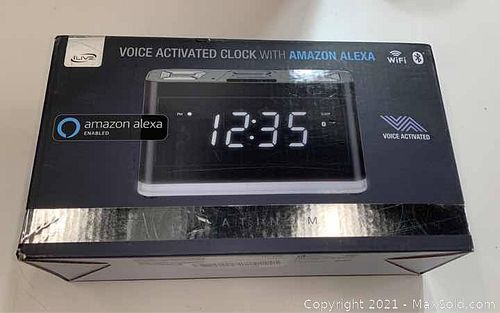 iLIVE
VOICE ACTIVATED CLOCK WITH AMAZON ALEXA
WiFi
amazon alexa
ENABLED
PM
12:35
VOICE ACTIVATED
Copyright 2021 - MaxSold.com